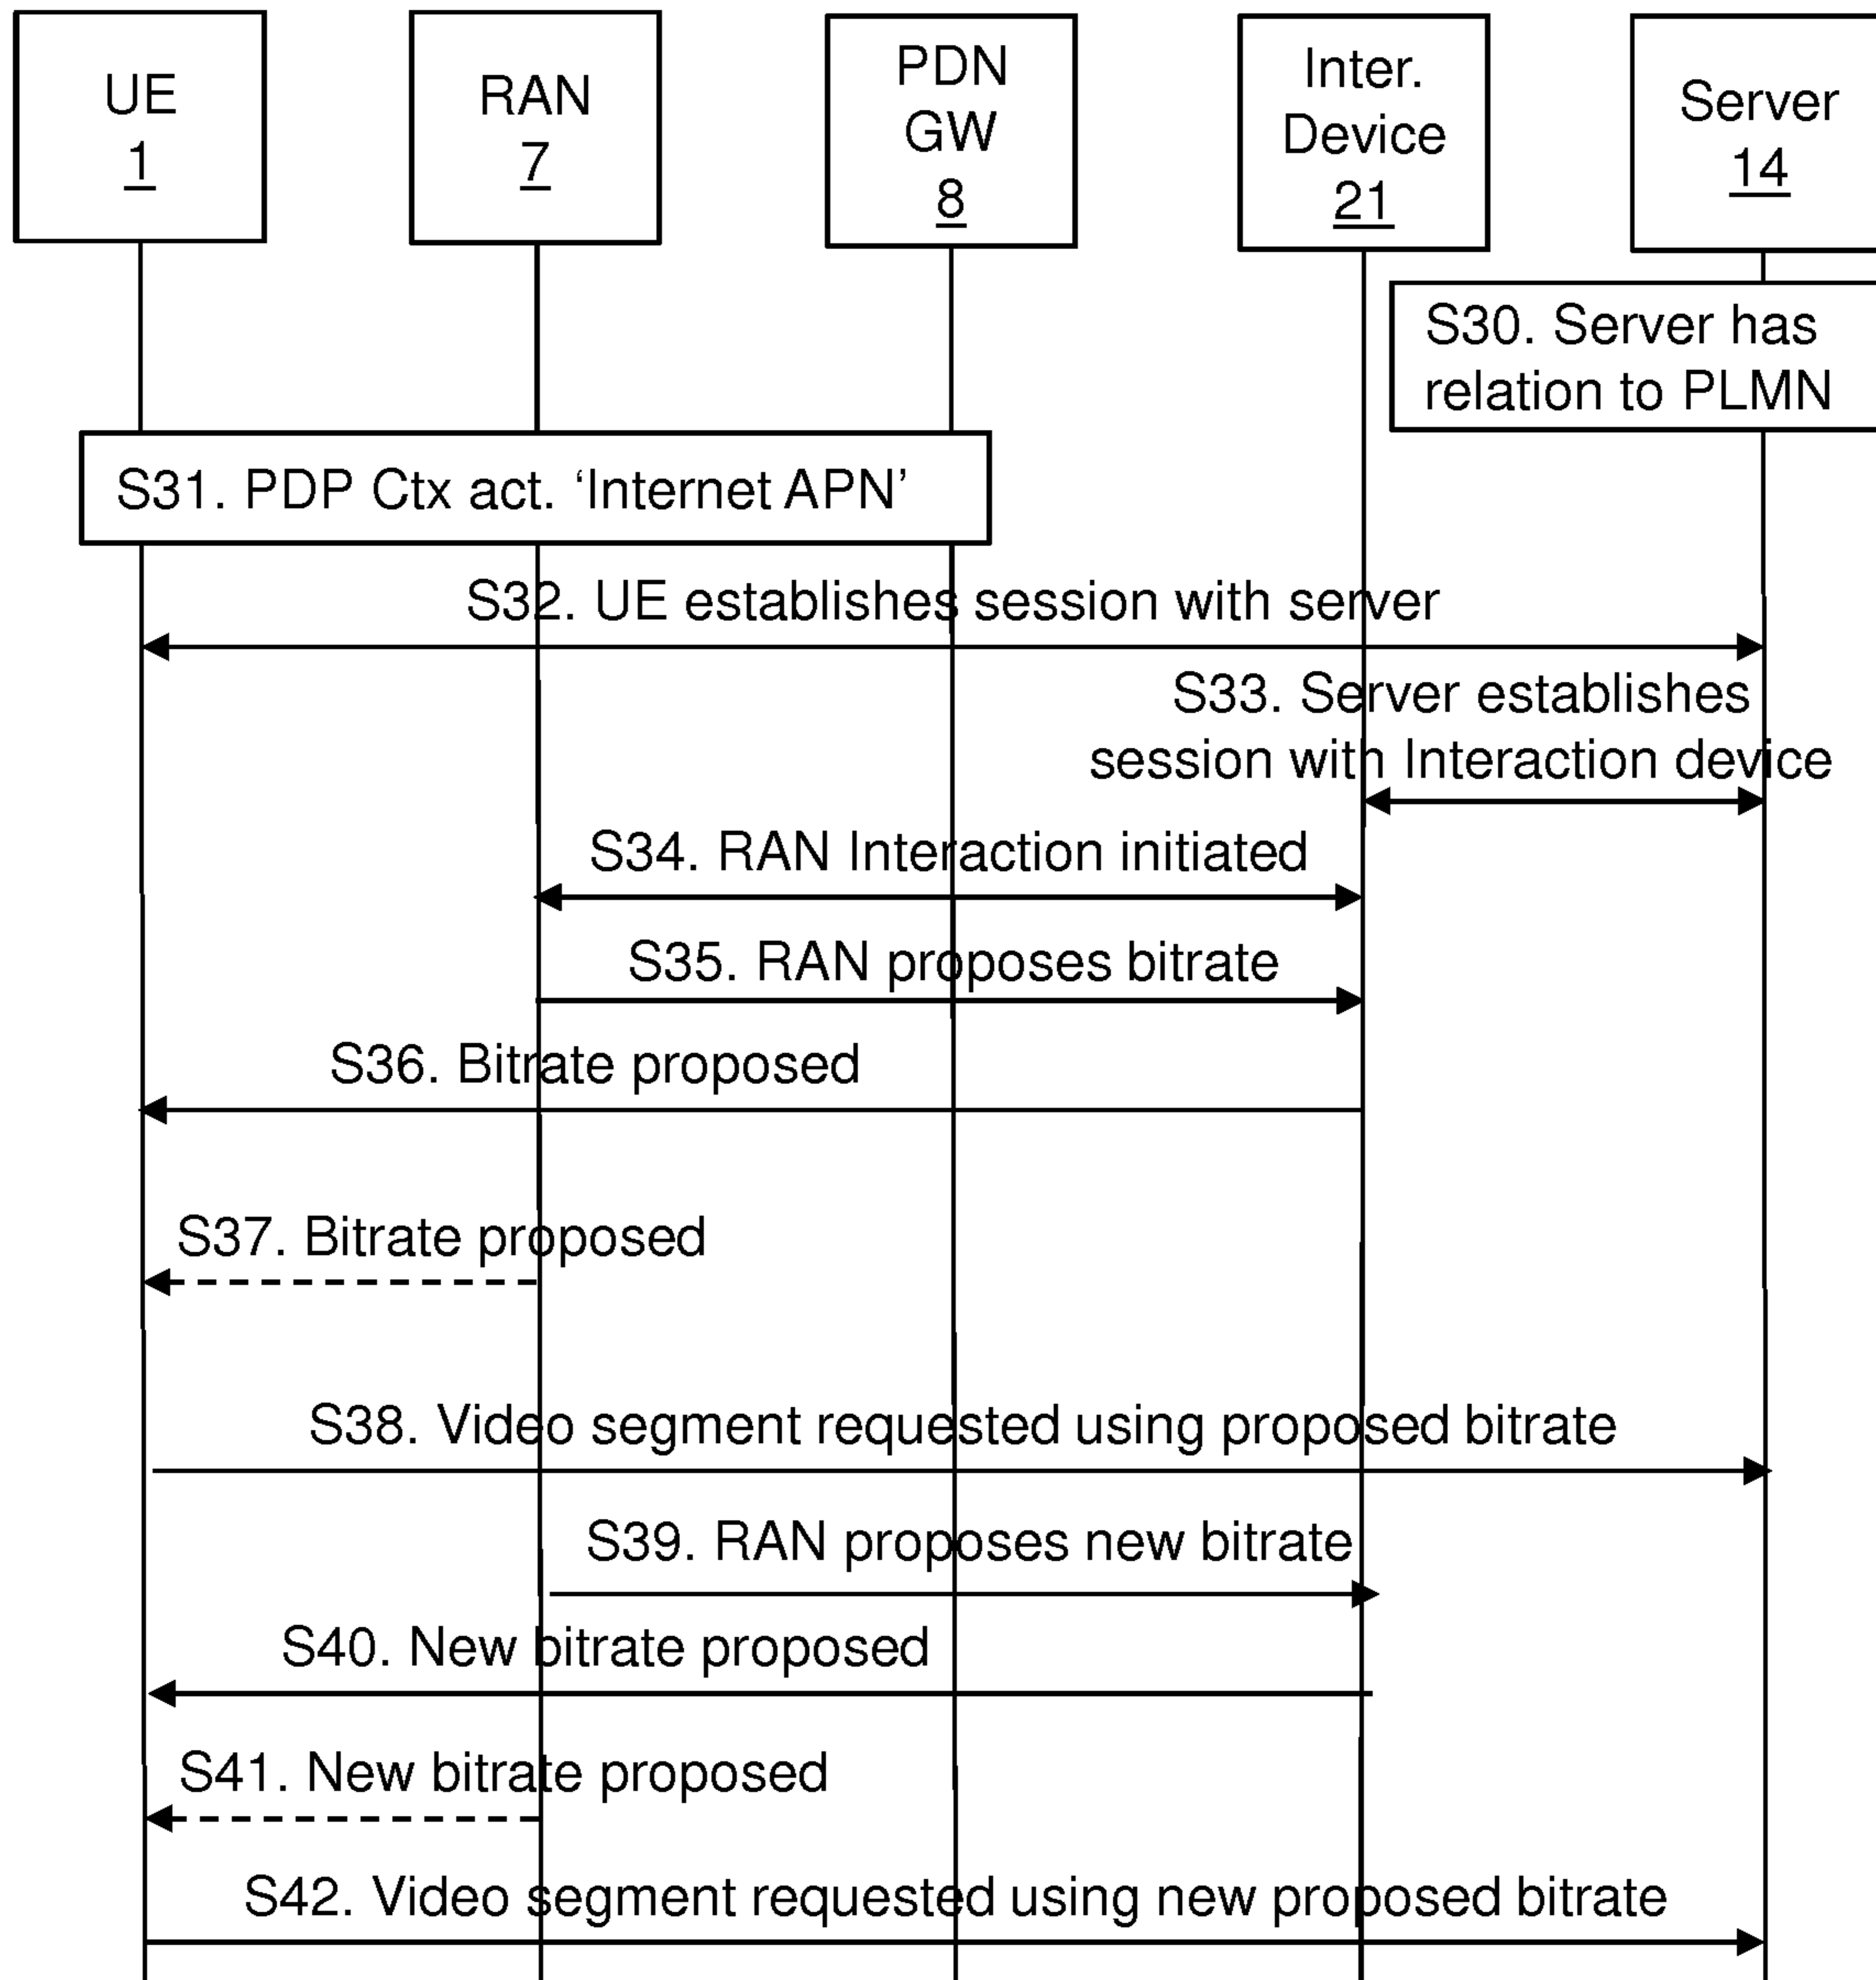 UE
1
RAN
7
PDN
GW
8
Inter.
Device
21
Server
14
S30. Server has
relation to PLMN
S31. PDP Ctx act. ‘Internet APN’
S32. UE establishes session with server
S33. Server establishes
session with Interaction device
S34. RAN Interaction initiated
S35. RAN proposes bitrate
S36. Bitrate proposed
S37. Bitrate proposed
S38. Video segment requested using proposed bitrate
S39. RAN proposes new bitrate
S40. New bitrate proposed
S41. New bitrate proposed
S42. Video segment requested using new proposed bitrate